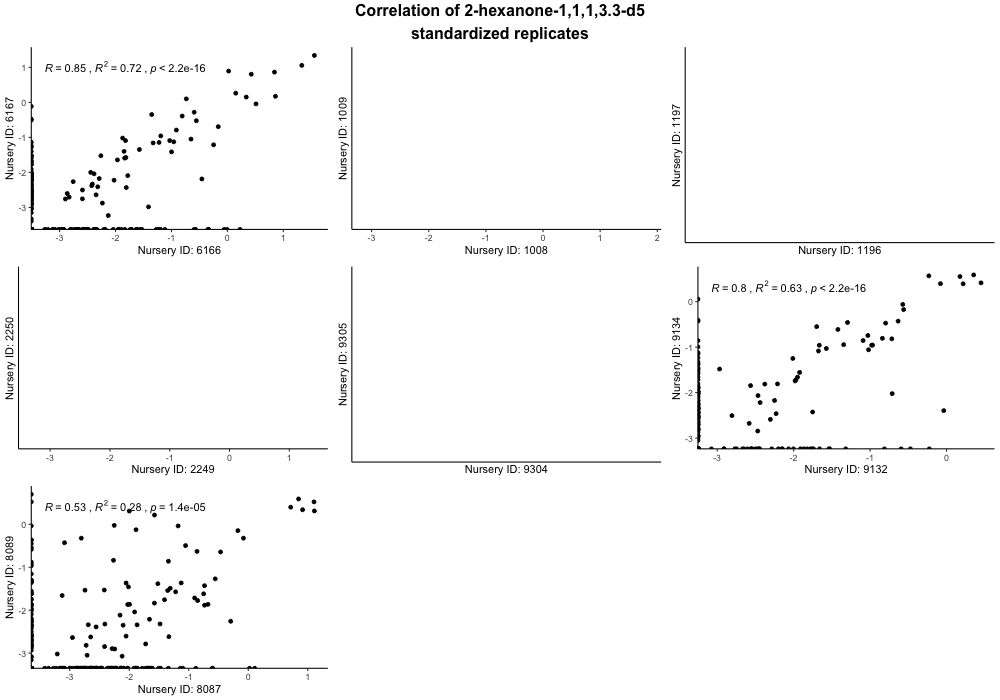 Correlation of 2-hexanone-1,1,1,3.3-d5
standardized replicates
R = 0.85 , R² = 0.72 , p < 2.2e-16
Nursery ID: 6167
1
0
-1
-2
-3
-3
-2
-1
0
1
Nursery ID: 6166
Nursery ID: 1009
-3
-2
-1
0
1
2
Nursery ID: 1008
Nursery ID: 1197
Nursery ID: 1196
Nursery ID: 2250
-3
-2
-1
0
1
Nursery ID: 2249
Nursery ID: 9305
Nursery ID: 9304
R = 0.8 , R² = 0.63 , p < 2.2e-16
Nursery ID: 9134
0
-1
-2
-3
-3
-2
-1
0
Nursery ID: 9132
R = 0.53 , R² = 0.28 , p = 1.4e-05
Nursery ID: 8089
0
-1
-2
-3
-3
-2
-1
0
1
Nursery ID: 8087